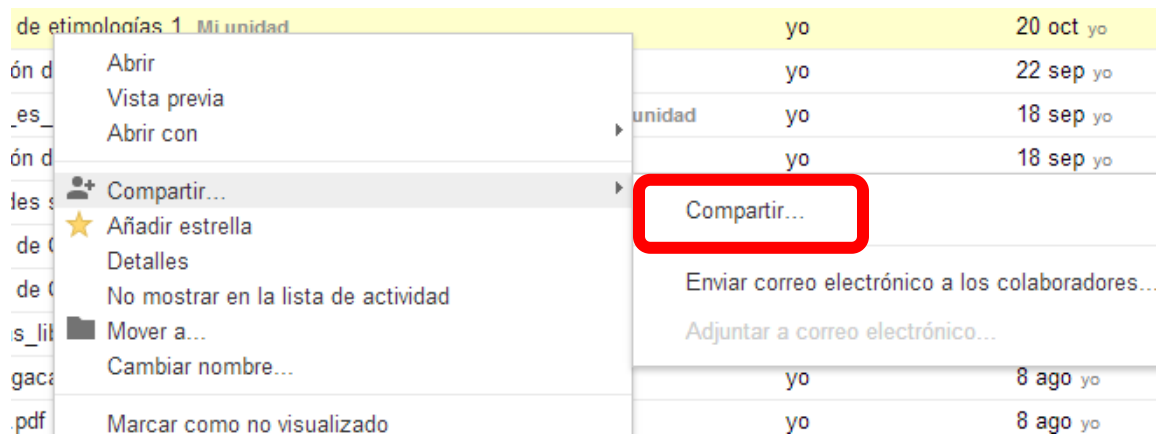 de etimologías 1 Mi unidad yo 20 oct yo
ón d yo 22 sep yo
_es_ unidad yo 18 sep yo
ón d yo 18 sep yo
des s
de
de
as_lib
gaca yo 8 ago yo
.pdf yo 8 ago yo
Abrir
Vista previa
Abrir con
Compartir...
Añadir estrella
Detalles
No mostrar en la lista de actividad
Mover a...
Cambiar nombre...
Marcar como no visualizado
Compartir...
Enviar correo electrónico a los colaboradores...
Adjuntar a correo electrónico...